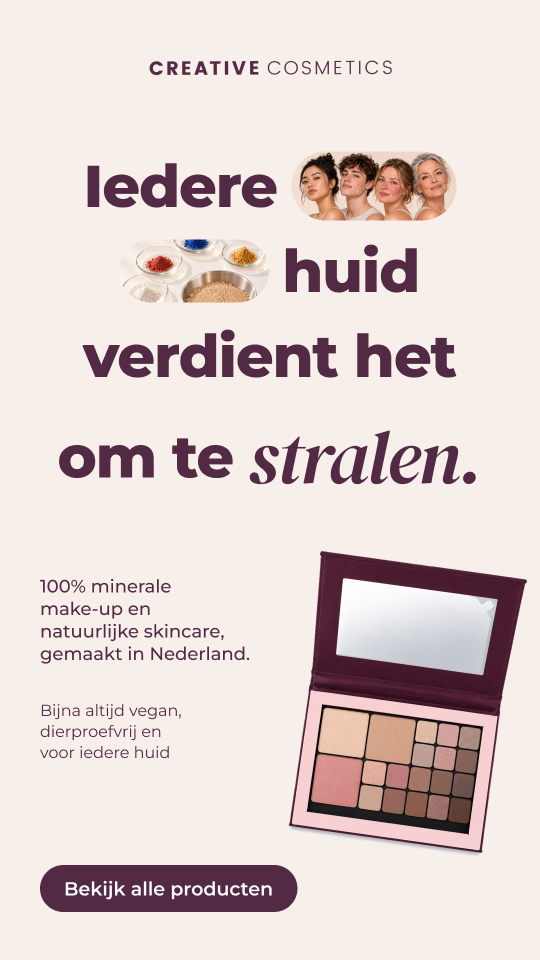 CREATIVE COSMETICS
Iedere
huid
verdient het
om te stralen.
100% minerale
make-up en
natuurlijke skincare,
gemaakt in Nederland.
Bijna altijd vegan,
dierproefvrij en
voor iedere huid
Bekijk alle producten